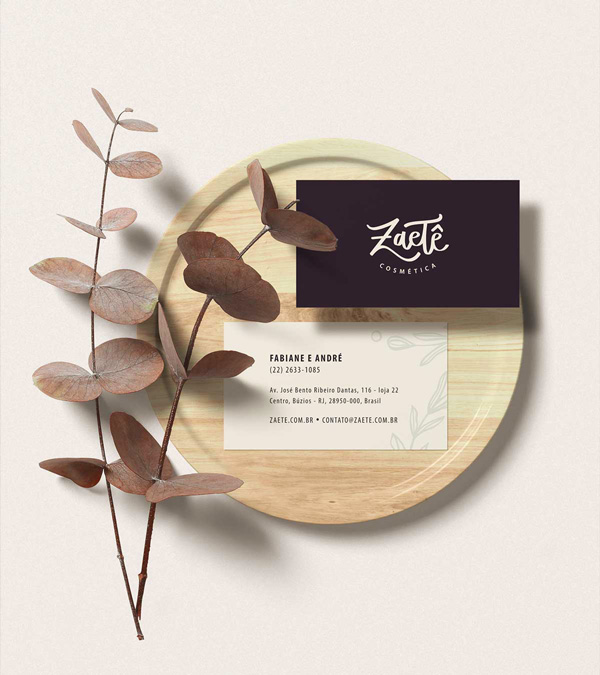 Zaetê
COSMÉTICA
FABIANE E ANDRÉ
(22) 2633-1085
Av. José Bento Ribeiro Dantas, 116 - loja 22
Centro, Búzios - RJ, 28950-000, Brasil
ZAETE.COM.BR • CONTATO@ZAETE.COM.BR